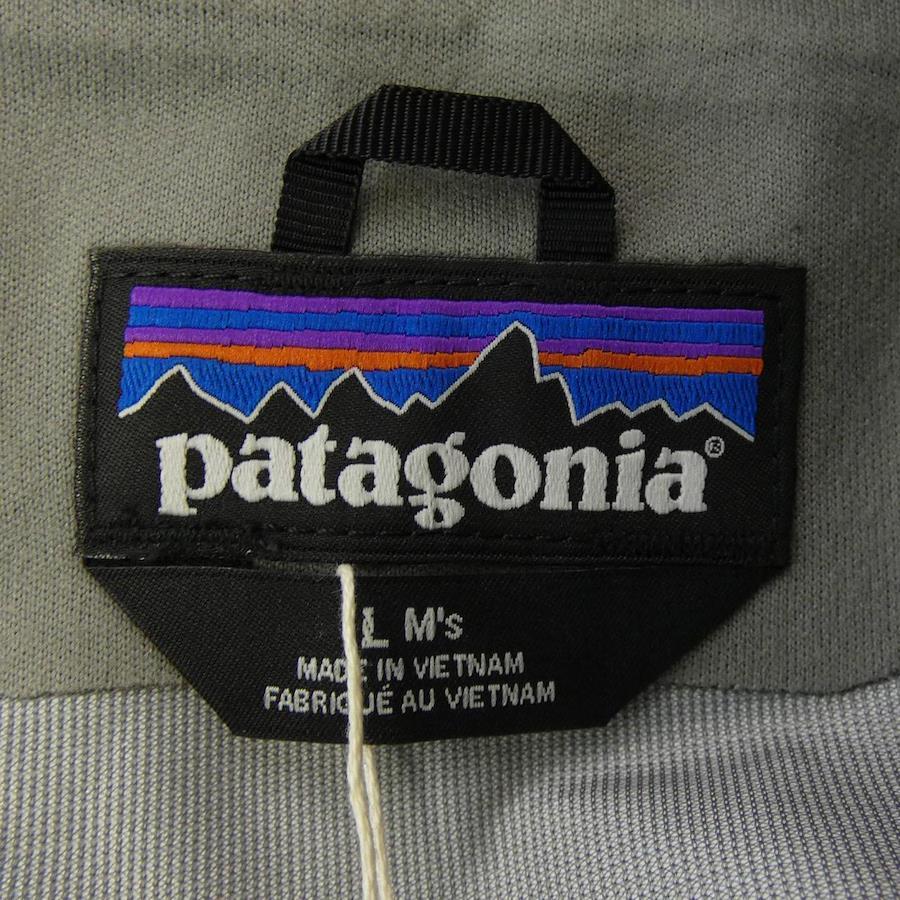 patagonia®
L M's
MADE IN VIETNAM
FABRIQUÉ AU VIETNAM